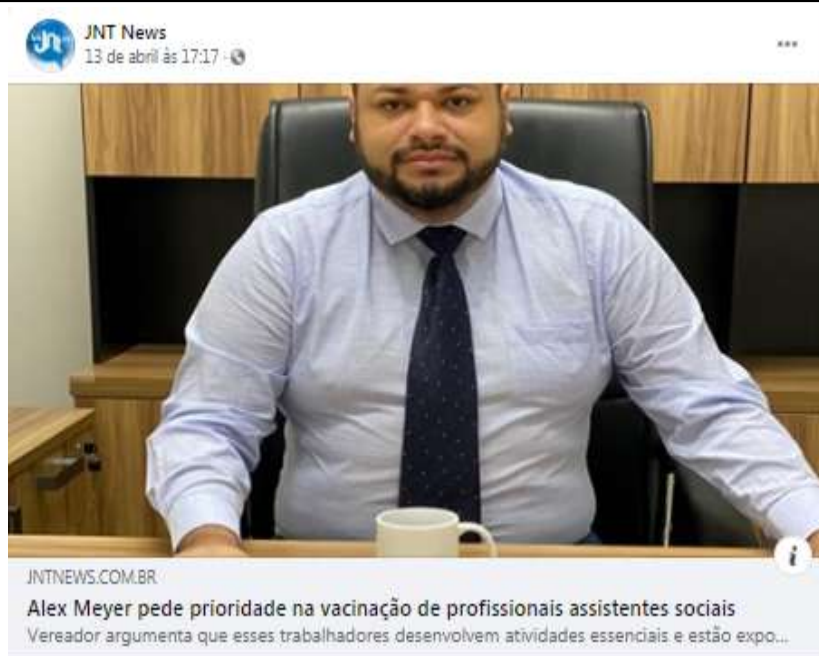 Jnt
JNT News
13 de abril às 17:17 ·
JNTNEWS.COM.BR
Alex Meyer pede prioridade na vacinação de profissionais assistentes sociais
Vereador argumenta que esses trabalhadores desenvolvem atividades essenciais e estão expo...